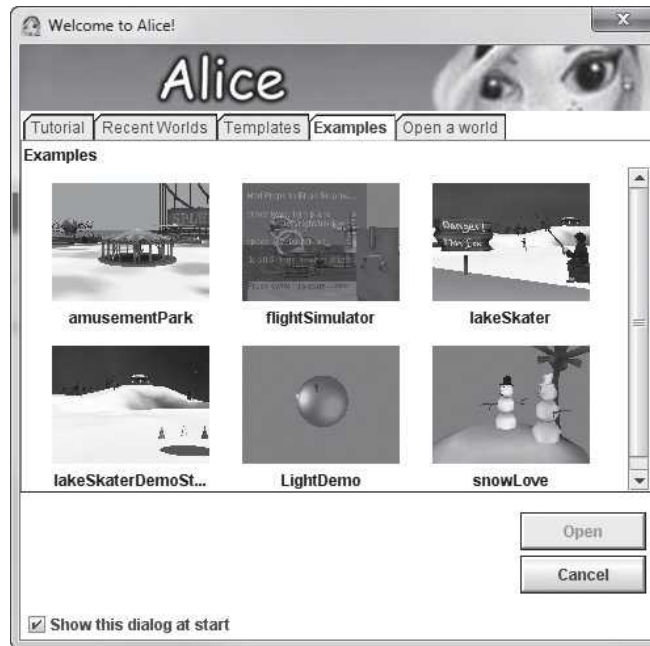 Welcome to Alice!
Alice
Tutorial Recent Worlds Templates Examples Open a world
Examples
Danger!
Thin Ice
amusementPark flightSimulator lakeSkater
lakeSkaterDemoSt... LightDemo snowLove
Open
Cancel
Show this dialog at start